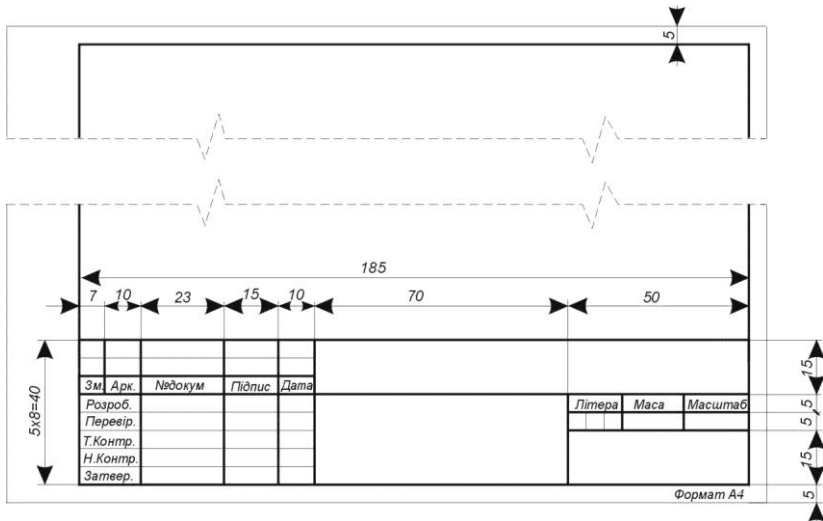 5
185
7 10 23 15 10 70 50
5x8=40
15
Зм. Арк. №докум Підпис Дата
Розроб.
Перевір.
Т.Контр.
Н.Контр.
Затвер.
Літера Маса Масштаб
5 , 5
15
Формат А4
5